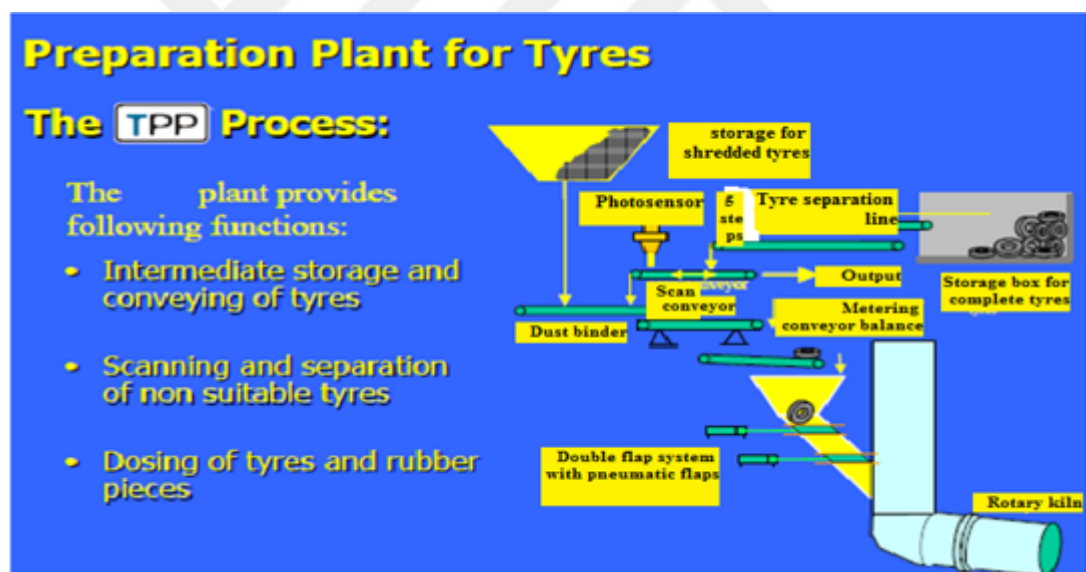 Preparation Plant for Tyres
The TPP Process:
The plant provides
following functions:
• Intermediate storage and
conveying of tyres
• Scanning and separation
of non suitable tyres
• Dosing of tyres and rubber
pieces
storage for
shredded tyres
Photosensor
5
ste
ps
Tyre separation
line
Output
Storage box for
complete tyres
Scan
conveyor
Dust binder
Metering
conveyor balance
Double flap system
with pneumatic flaps
Rotary kiln